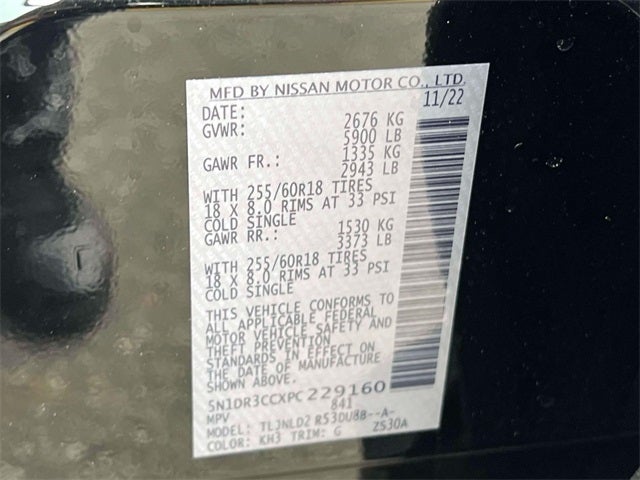 MFD BY NISSAN MOTOR CO., LTD.
DATE: 11/22
GVWR: 2676 KG
5900 LB
GAWR FR.: 1335 KG
2943 LB
WITH 255/60R18 TIRES
18 X 8.0 RIMS AT 33 PSI
COLD SINGLE
GAWR RR.: 1530 KG
3373 LB
WITH 255/60R18 TIRES
18 X 8.0 RIMS AT 33 PSI
COLD SINGLE
THIS VEHICLE CONFORMS TO
ALL APPLICABLE FEDERAL
MOTOR VEHICLE SAFETY AND
THEFT PREVENTION
STANDARDS IN EFFECT ON
THE DATE OF MANUFACTURE
SHOWN ABOVE.
5N1DR3CCXPC229160
MPV 841
MODEL: TLJNLD2 R53DU8B--A-
COLOR: KH3 TRIM: G ZS30A